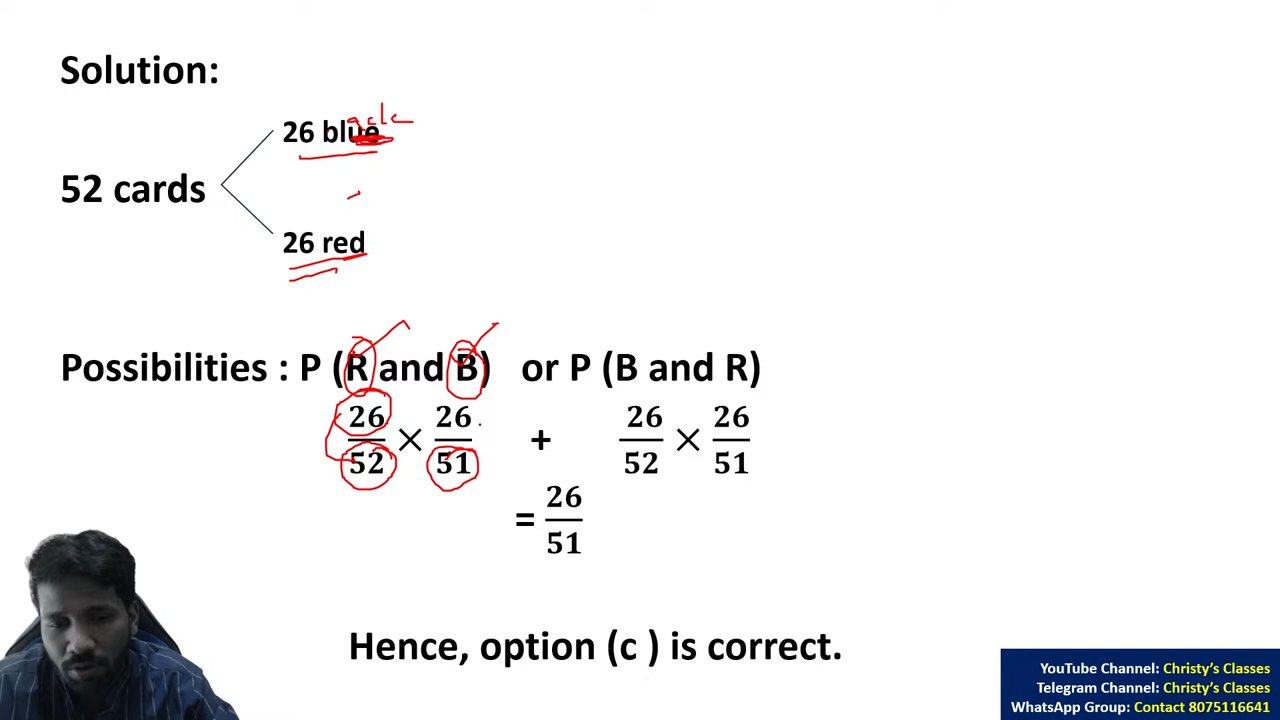 Solution:
26 blue
52 cards
26 red
Possibilities : P (R and B) or P (B and R)
26/52 × 26/51 + 26/52 × 26/51
= 26/51
Hence, option (c ) is correct.
YouTube Channel: Christy's Classes
Telegram Channel: Christy's Classes
WhatsApp Group: Contact 8075116641